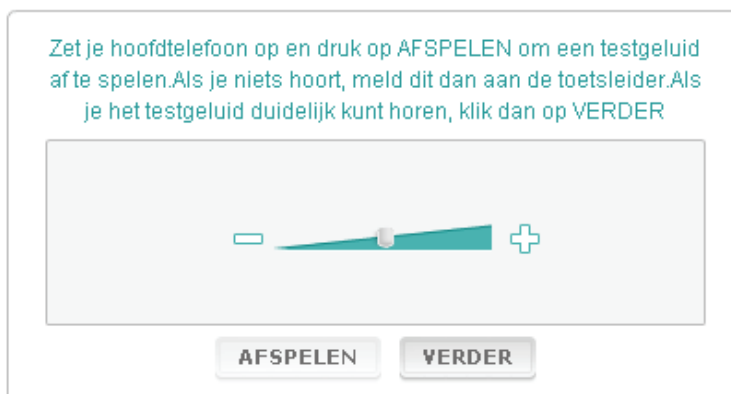 Zet je hoofdtelefoon op en druk op AFSPELEN om een testgeluid
af te spelen.Als je niets hoort, meld dit dan aan de toetsleider.Als
je het testgeluid duidelijk kunt horen, klik dan op VERDER
AFSPELEN VERDER